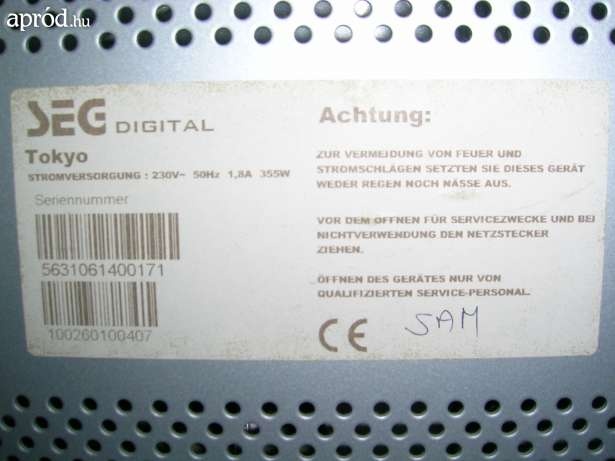 apród.hu
SEG DIGITAL
Tokyo
STROMVERSORGUNG : 230V~ 50Hz 1,8A 355W
Seriennummer
5631061400171
100260100407
Achtung:
ZUR VERMEIDUNG VON FEUER UND
STROMSCHLÄGEN SETZTEN SIE DIESES GERÄT
WEDER REGEN NOCH NÄSSE AUS.
VOR DEM ÖFFNEN FÜR SERVICEZWECKE UND BEI
NICHTVERWENDUNG DEN NETZSTECKER
ZIEHEN.
ÖFFNEN DES GERÄTES NUR VON
QUALIFIZIERTEN SERVICE-PERSONAL.
CE SAM